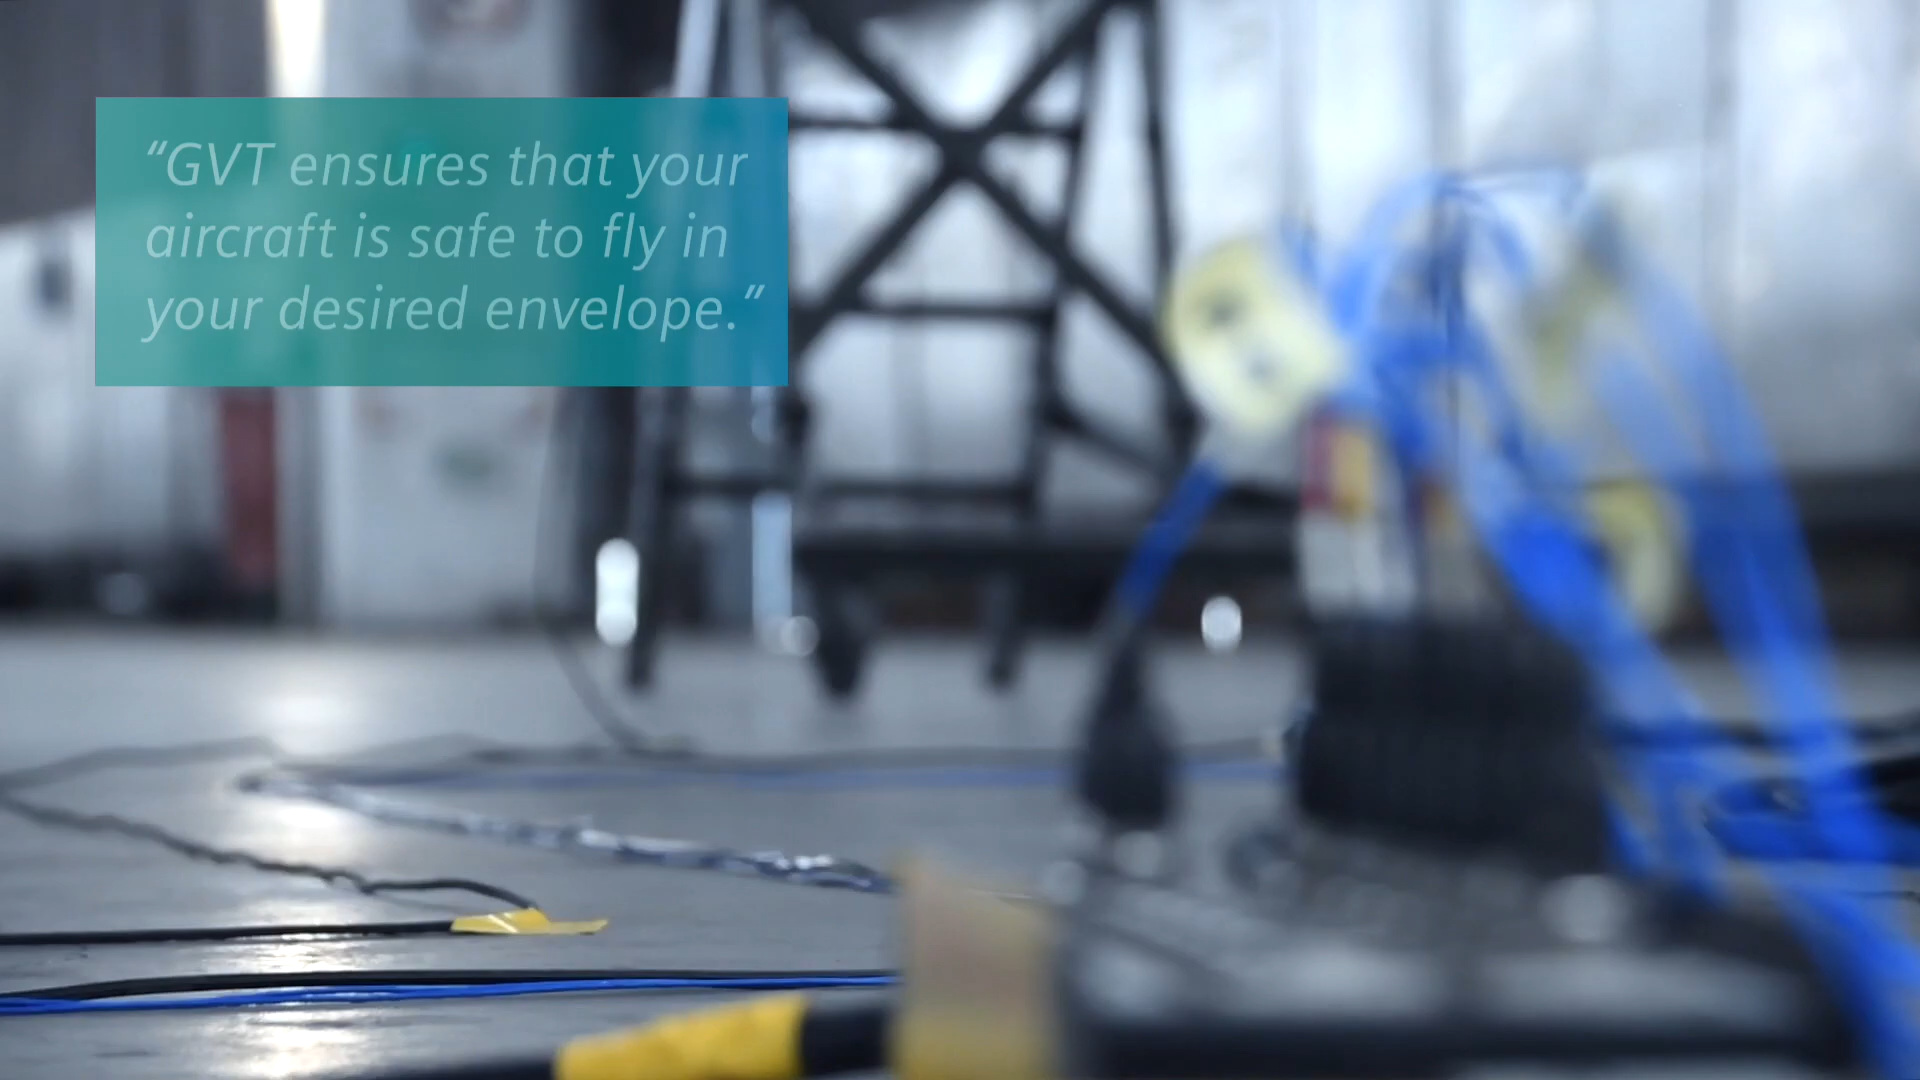 “GVT ensures that your
aircraft is safe to fly in
your desired envelope.”